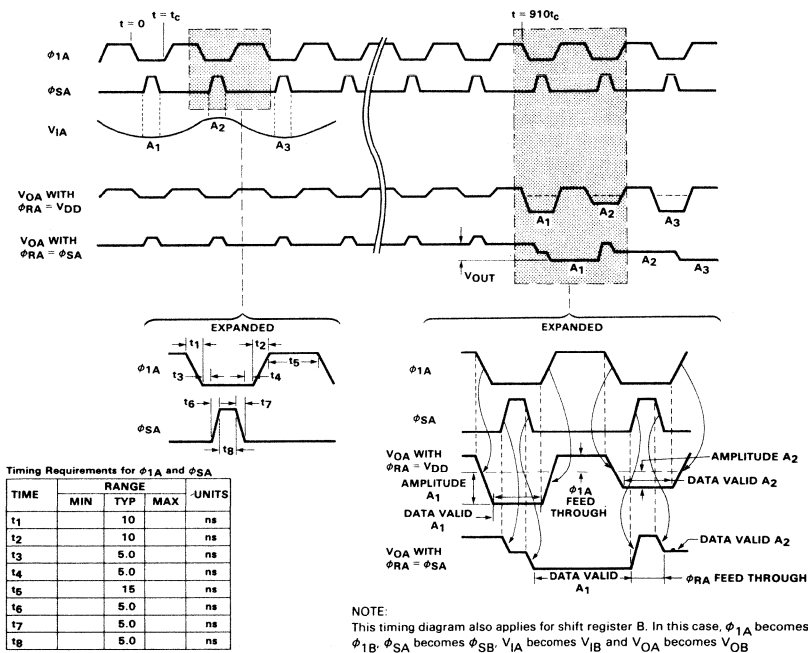 t = 0
t = tc
t = 910tc
ϕ1A
ϕSA
VIA
A1
A2
A3
VOA WITH
ϕRA = VDD
A1
A2
A3
VOA WITH
ϕRA = ϕSA
VOUT
A1
A2
A3
EXPANDED
t1
t2
t5
ϕ1A
t3
t4
t6
t7
ϕSA
t8
EXPANDED
ϕ1A
ϕSA
VOA WITH
ϕRA = VDD
AMPLITUDE
A1
DATA VALID
A1
ϕ1A
FEED
THROUGH
AMPLITUDE A2
DATA VALID A2
VOA WITH
ϕRA = ϕSA
DATA VALID
A1
DATA VALID A2
ϕRA FEED THROUGH
Timing Requirements for ϕ1A and ϕSA
TIME RANGE UNITS
MIN TYP MAX
t1 10 ns
t2 10 ns
t3 5.0 ns
t4 5.0 ns
t5 15 ns
t6 5.0 ns
t7 5.0 ns
t8 5.0 ns
NOTE:
This timing diagram also applies for shift register B. In this case, ϕ1A becomes
ϕ1B, ϕSA becomes ϕSB, VIA becomes VIB and VOA becomes VOB